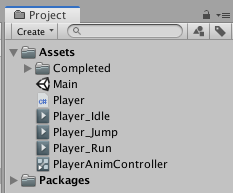 Project
Create
Assets
Completed
Main
C# Player
Player_Idle
Player_Jump
Player_Run
PlayerAnimController
Packages